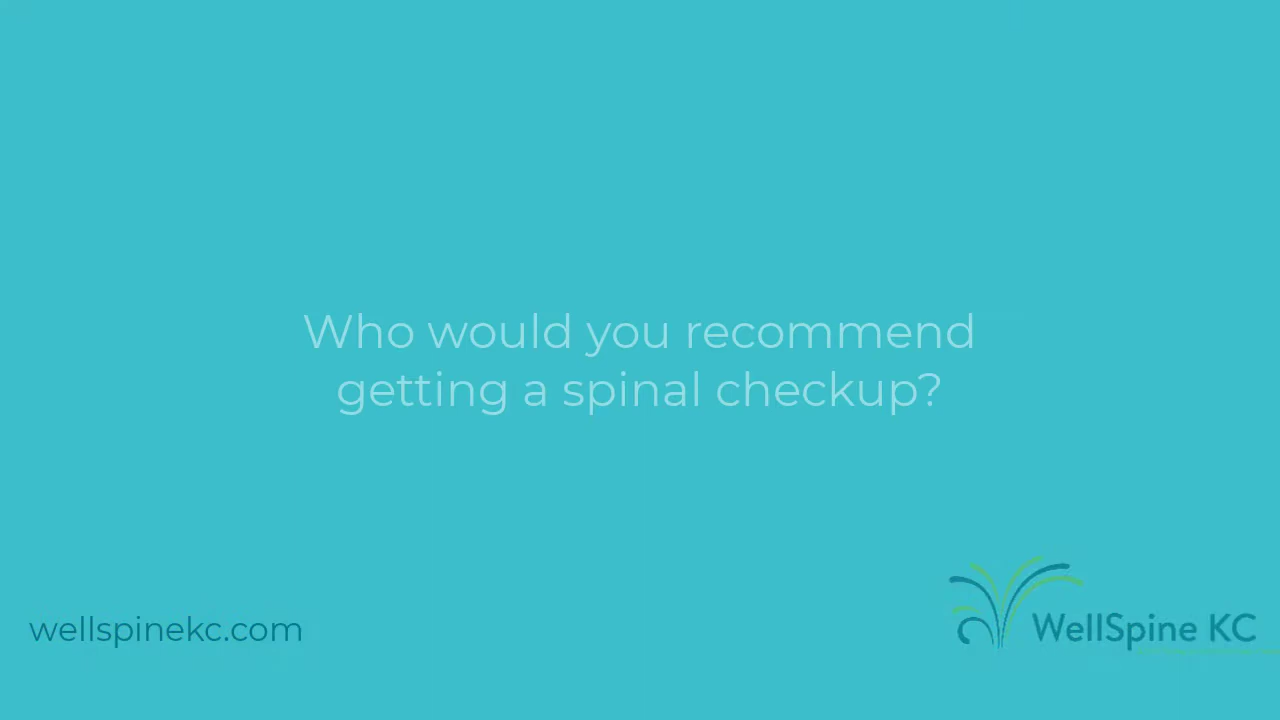 Who would you recommend
getting a spinal checkup?
wellspinekc.com
WellSpine KC